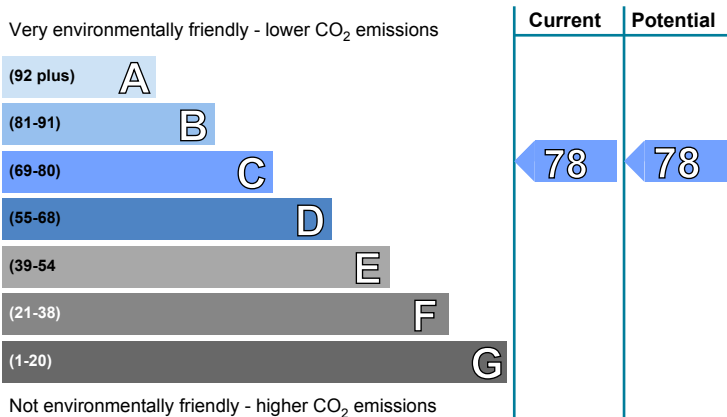 Very environmentally friendly - lower CO₂ emissions
Current
Potential
(92 plus) A
(81-91) B
(69-80) C
78
78
(55-68) D
(39-54 E
(21-38) F
(1-20) G
Not environmentally friendly - higher CO₂ emissions